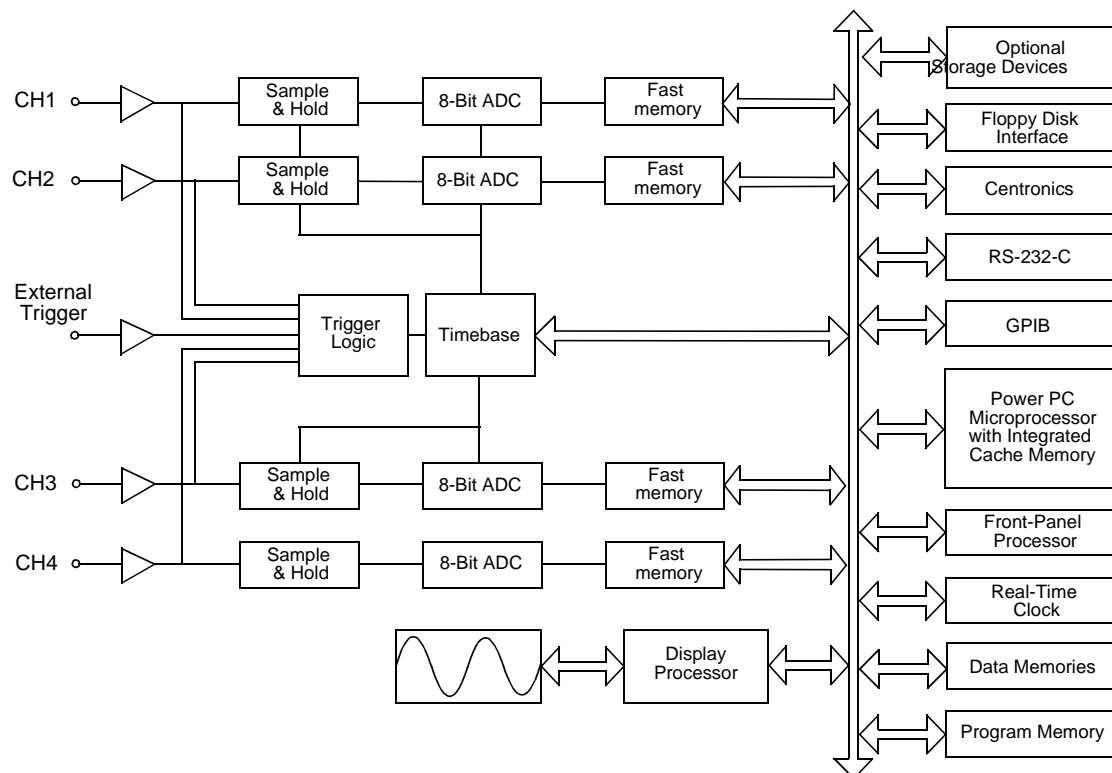 CH1
Sample
& Hold
8-Bit ADC
Fast
memory
Optional
Storage Devices
Floppy Disk
Interface
CH2
Sample
& Hold
8-Bit ADC
Fast
memory
Centronics
RS-232-C
External
Trigger
Trigger
Logic
Timebase
GPIB
Power PC
Microprocessor
with Integrated
Cache Memory
CH3
Sample
& Hold
8-Bit ADC
Fast
memory
Front-Panel
Processor
CH4
Sample
& Hold
8-Bit ADC
Fast
memory
Real-Time
Clock
Display
Processor
Data Memories
Program Memory